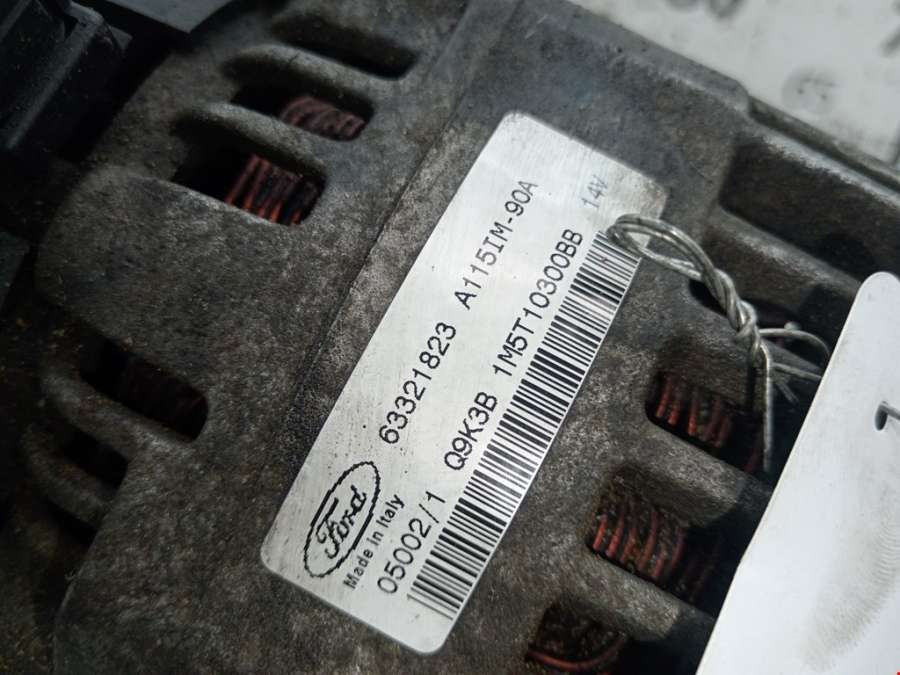 63321823 A115IM-90A 14V
Ford
Made in Italy
05002/1 Q9K3B 1M5T10300BB